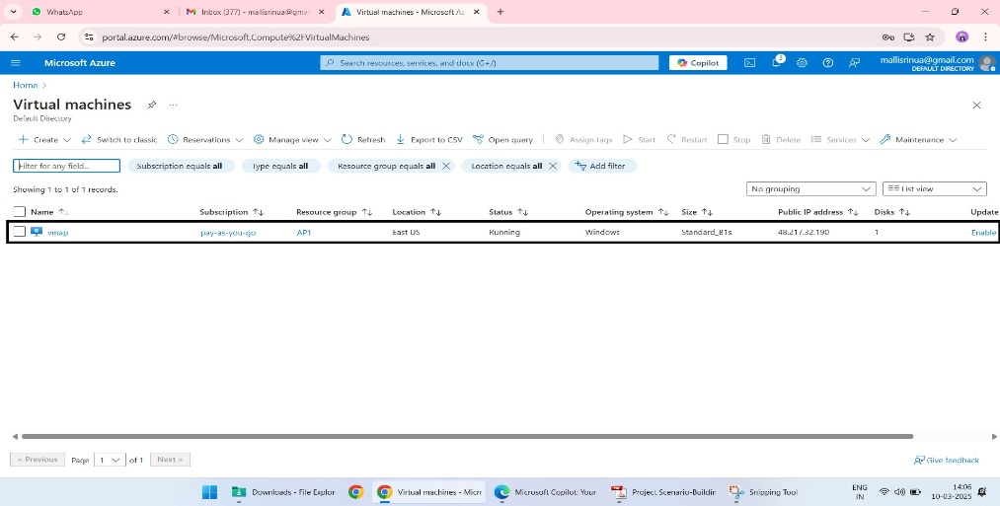 WhatsApp
Inbox (377) - mallisrinua@gmai
Virtual machines - Microsoft Az
portal.azure.com/#browse/Microsoft.Compute%2FVirtualMachines
Microsoft Azure
Search resources, services, and docs (G+/)
Copilot
3
mallisrinua@gmail.com
DEFAULT DIRECTORY
Home >
Virtual machines
Default Directory
Create Switch to classic Reservations Manage view Refresh Export to CSV Open query Assign tags Start Restart Stop Delete Services Maintenance
Filter for any field... Subscription equals all Type equals all Resource group equals all Location equals all Add filter
Showing 1 to 1 of 1 records.
No grouping List view
Name Subscription Resource group Location Status Operating system Size Public IP address Disks Update
vmap pay-as-you-go AP1 East US Running Windows Standard_B1s 48.217.32.190 1 Enable
< Previous Page 1 of 1 Next >
Give feedback
Downloads - File Explor
Virtual machines - Micro
Microsoft Copilot: Your
Project Scenario-Buildin
Snipping Tool
ENG
IN
14:06
10-03-2025